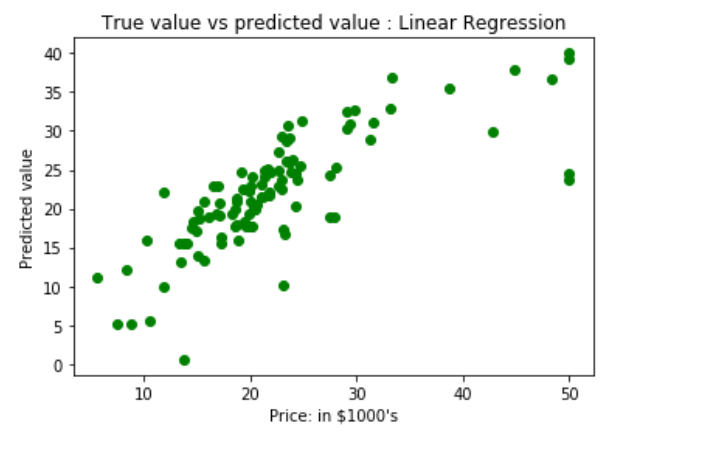 True value vs predicted value : Linear Regression
40
35
30
25
20
15
10
5
0
Predicted value
10 20 30 40 50
Price: in $1000's